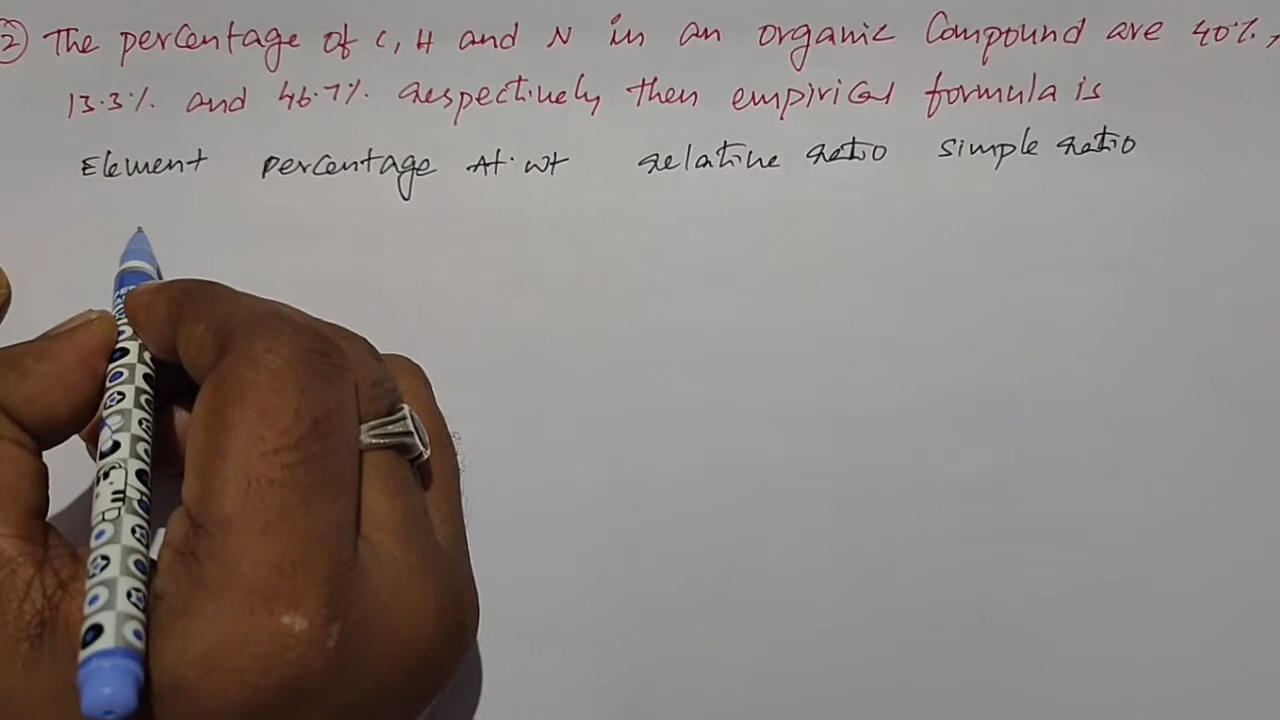 ② The percentage of C, H and N in an organic Compound are 40%,
13.3% and 46.7% respectively then empirical formula is
Element percentage At. wt relative ratio simple ratio